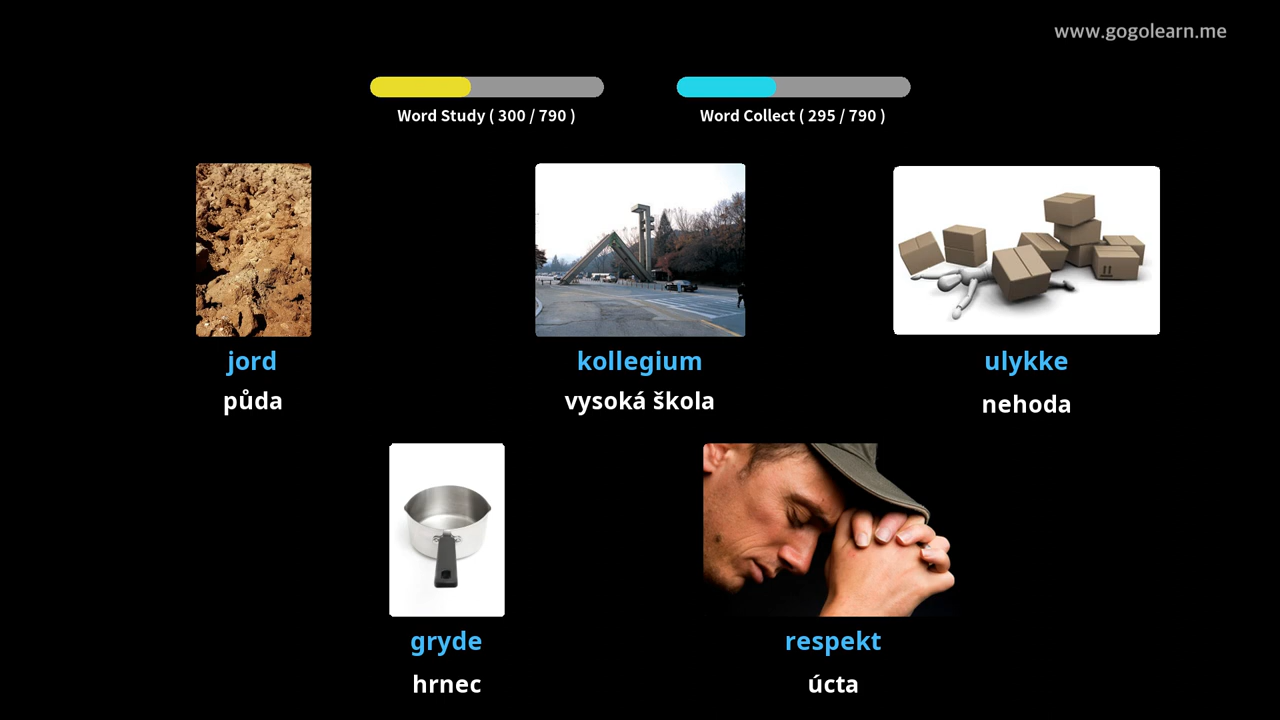 www.gogolearn.me
Word Study ( 300 / 790 )
Word Collect ( 295 / 790 )
jord
půda
kollegium
vysoká škola
ulykke
nehoda
gryde
hrnec
respekt
úcta